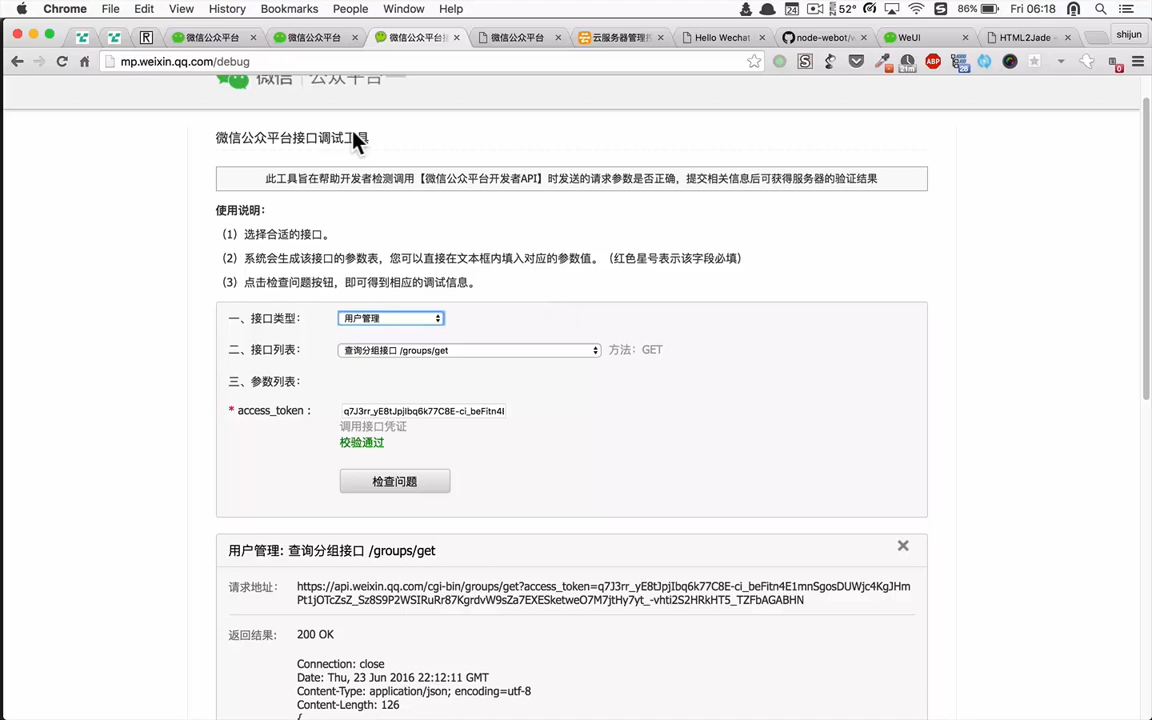 Chrome File Edit View History Bookmarks People Window Help 52° 86% Fri 06:18
微信公众平台 微信公众平台 微信公众平台接 微信公众平台 云服务器管理控 Hello Wechat node-webot/w WeUI HTML2Jade - shijun
mp.weixin.qq.com/debug
微信 | 公众平台
微信公众平台接口调试工具
此工具旨在帮助开发者检测调用【微信公众平台开发者API】时发送的请求参数是否正确，提交相关信息后可获得服务器的验证结果
使用说明：
（1）选择合适的接口。
（2）系统会生成该接口的参数表，您可以直接在文本框内填入对应的参数值。（红色星号表示该字段必填）
（3）点击检查问题按钮，即可得到相应的调试信息。
一、接口类型： 用户管理
二、接口列表： 查询分组接口 /groups/get 方法：GET
三、参数列表：
* access_token： q7J3rr_yE8tJpjIbq6k77C8E-ci_beFitn4E
调用接口凭证
校验通过
检查问题
用户管理: 查询分组接口 /groups/get
请求地址: https://api.weixin.qq.com/cgi-bin/groups/get?access_token=q7J3rr_yE8tJpjIbq6k77C8E-ci_beFitn4E1mnSgosDUWjc4KgJHm
Pt1jOTcZsZ_Sz8S9P2WSIRuRr87KgrdvW9sZa7EXESketweO7M7jtHy7yt_-vhti2S2HRkHT5_TZFbAGABHN
返回结果: 200 OK
Connection: close
Date: Thu, 23 Jun 2016 22:12:11 GMT
Content-Type: application/json; encoding=utf-8
Content-Length: 126
{